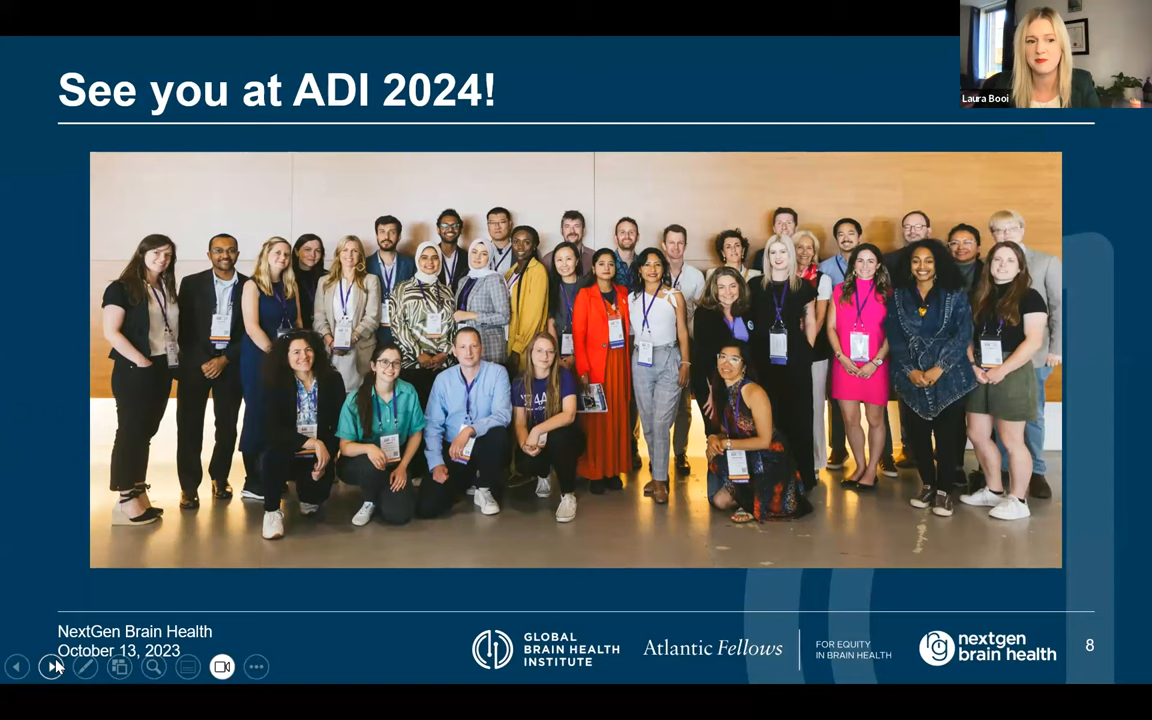 See you at ADI 2024!
Laura Booi
NextGen Brain Health
October 13, 2023
GLOBAL
BRAIN HEALTH
INSTITUTE
Atlantic Fellows
FOR EQUITY
IN BRAIN HEALTH
nextgen
brain health
8